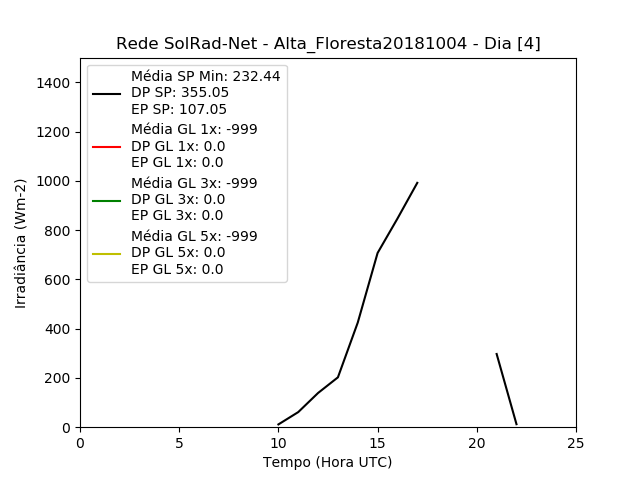 Rede SolRad-Net - Alta_Floresta20181004 - Dia [4]
Média SP Min: 232.44
DP SP: 355.05
EP SP: 107.05
Média GL 1x: -999
DP GL 1x: 0.0
EP GL 1x: 0.0
Média GL 3x: -999
DP GL 3x: 0.0
EP GL 3x: 0.0
Média GL 5x: -999
DP GL 5x: 0.0
EP GL 5x: 0.0
Irradiância (Wm-2)
1400
1200
1000
800
600
400
200
0
0 5 10 15 20 25
Tempo (Hora UTC)